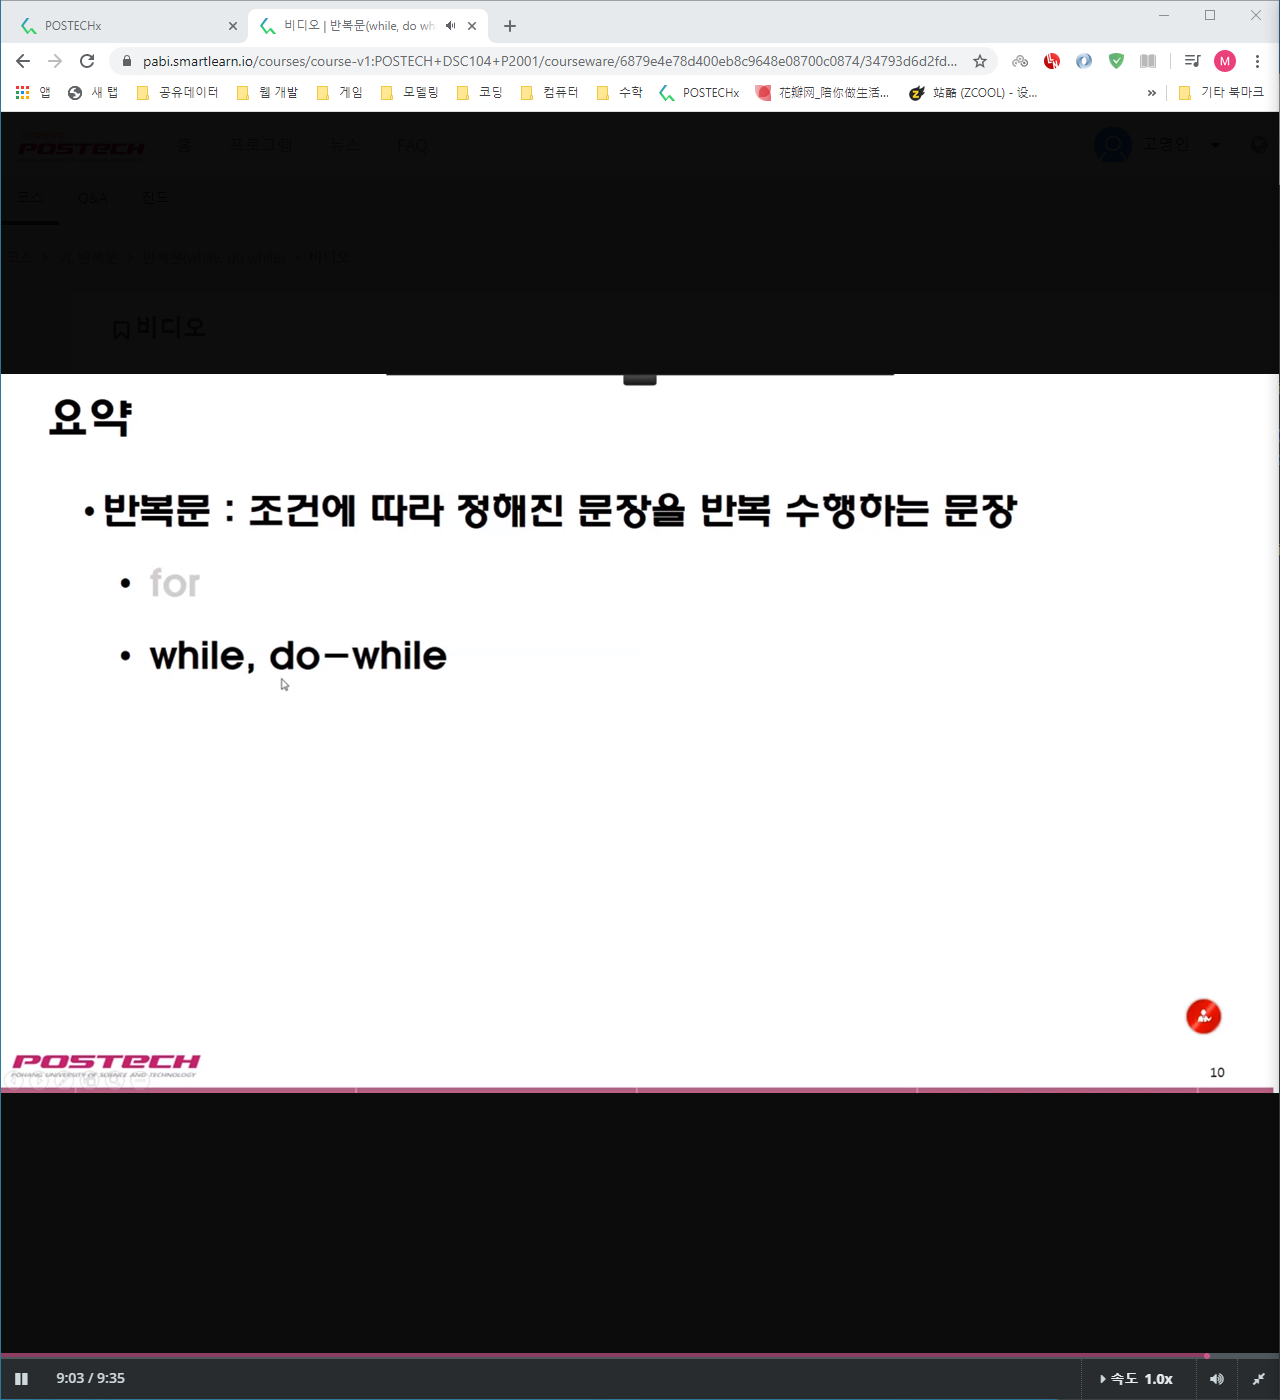 POSTECHx
비디오 | 반복문(while, do wh
pabi.smartlearn.io/courses/course-v1:POSTECH+DSC104+P2001/courseware/6879e4e78d400eb8c9648e08700c0874/34793d6d2fd...
M
앱 새 탭 공유데이터 웹 개발 게임 모델링 코딩 컴퓨터 수학 POSTECHx 花瓣网_陪你做生活... 站酷 (ZCOOL) - 设... » 기타 북마크
POSTECH 홈 프로그램 뉴스 FAQ 고영인
코스 Q&A 진도
비디오
요약
• 반복문 : 조건에 따라 정해진 문장을 반복 수행하는 문장
• for
• while, do-while
POSTECH
POHANG UNIVERSITY OF SCIENCE AND TECHNOLOGY
10
9:03 / 9:35 속도 1.0x